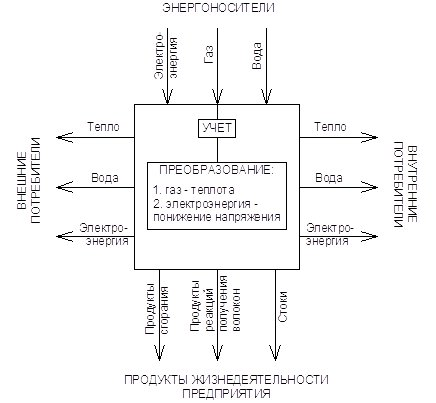 ЭНЕРГОНОСИТЕЛИ
Электро-
энергия
Газ
Вода
УЧЕТ
ПРЕОБРАЗОВАНИЕ:
1. газ - теплота
2. электроэнергия -
понижение напряжения
ВНЕШНИЕ
ПОТРЕБИТЕЛИ
Тепло
Вода
Электро-
энергия
Тепло
Вода
Электро-
энергия
ВНУТРЕННИЕ
ПОТРЕБИТЕЛИ
Продукты
сгорания
Продукты
реакций
получения
волокон
Стоки
ПРОДУКТЫ ЖИЗНЕДЕЯТЕЛЬНОСТИ
ПРЕДПРИЯТИЯ